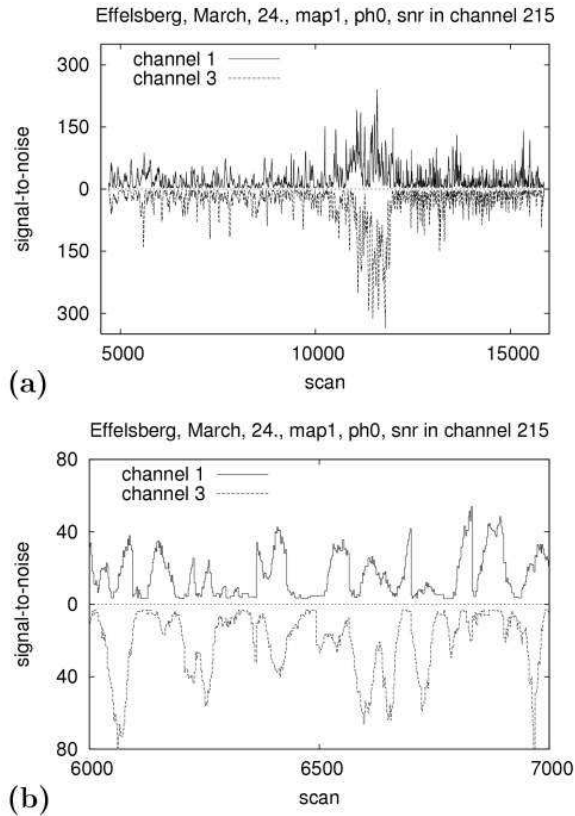 Effelsberg, March, 24., map1, ph0, snr in channel 215
channel 1
channel 3
300
150
0
150
300
signal-to-noise
5000
10000
15000
scan
(a)
Effelsberg, March, 24., map1, ph0, snr in channel 215
channel 1
channel 3
80
40
0
40
80
signal-to-noise
6000
6500
7000
scan
(b)